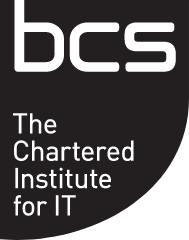 bcs
The
Chartered
Institute
for IT